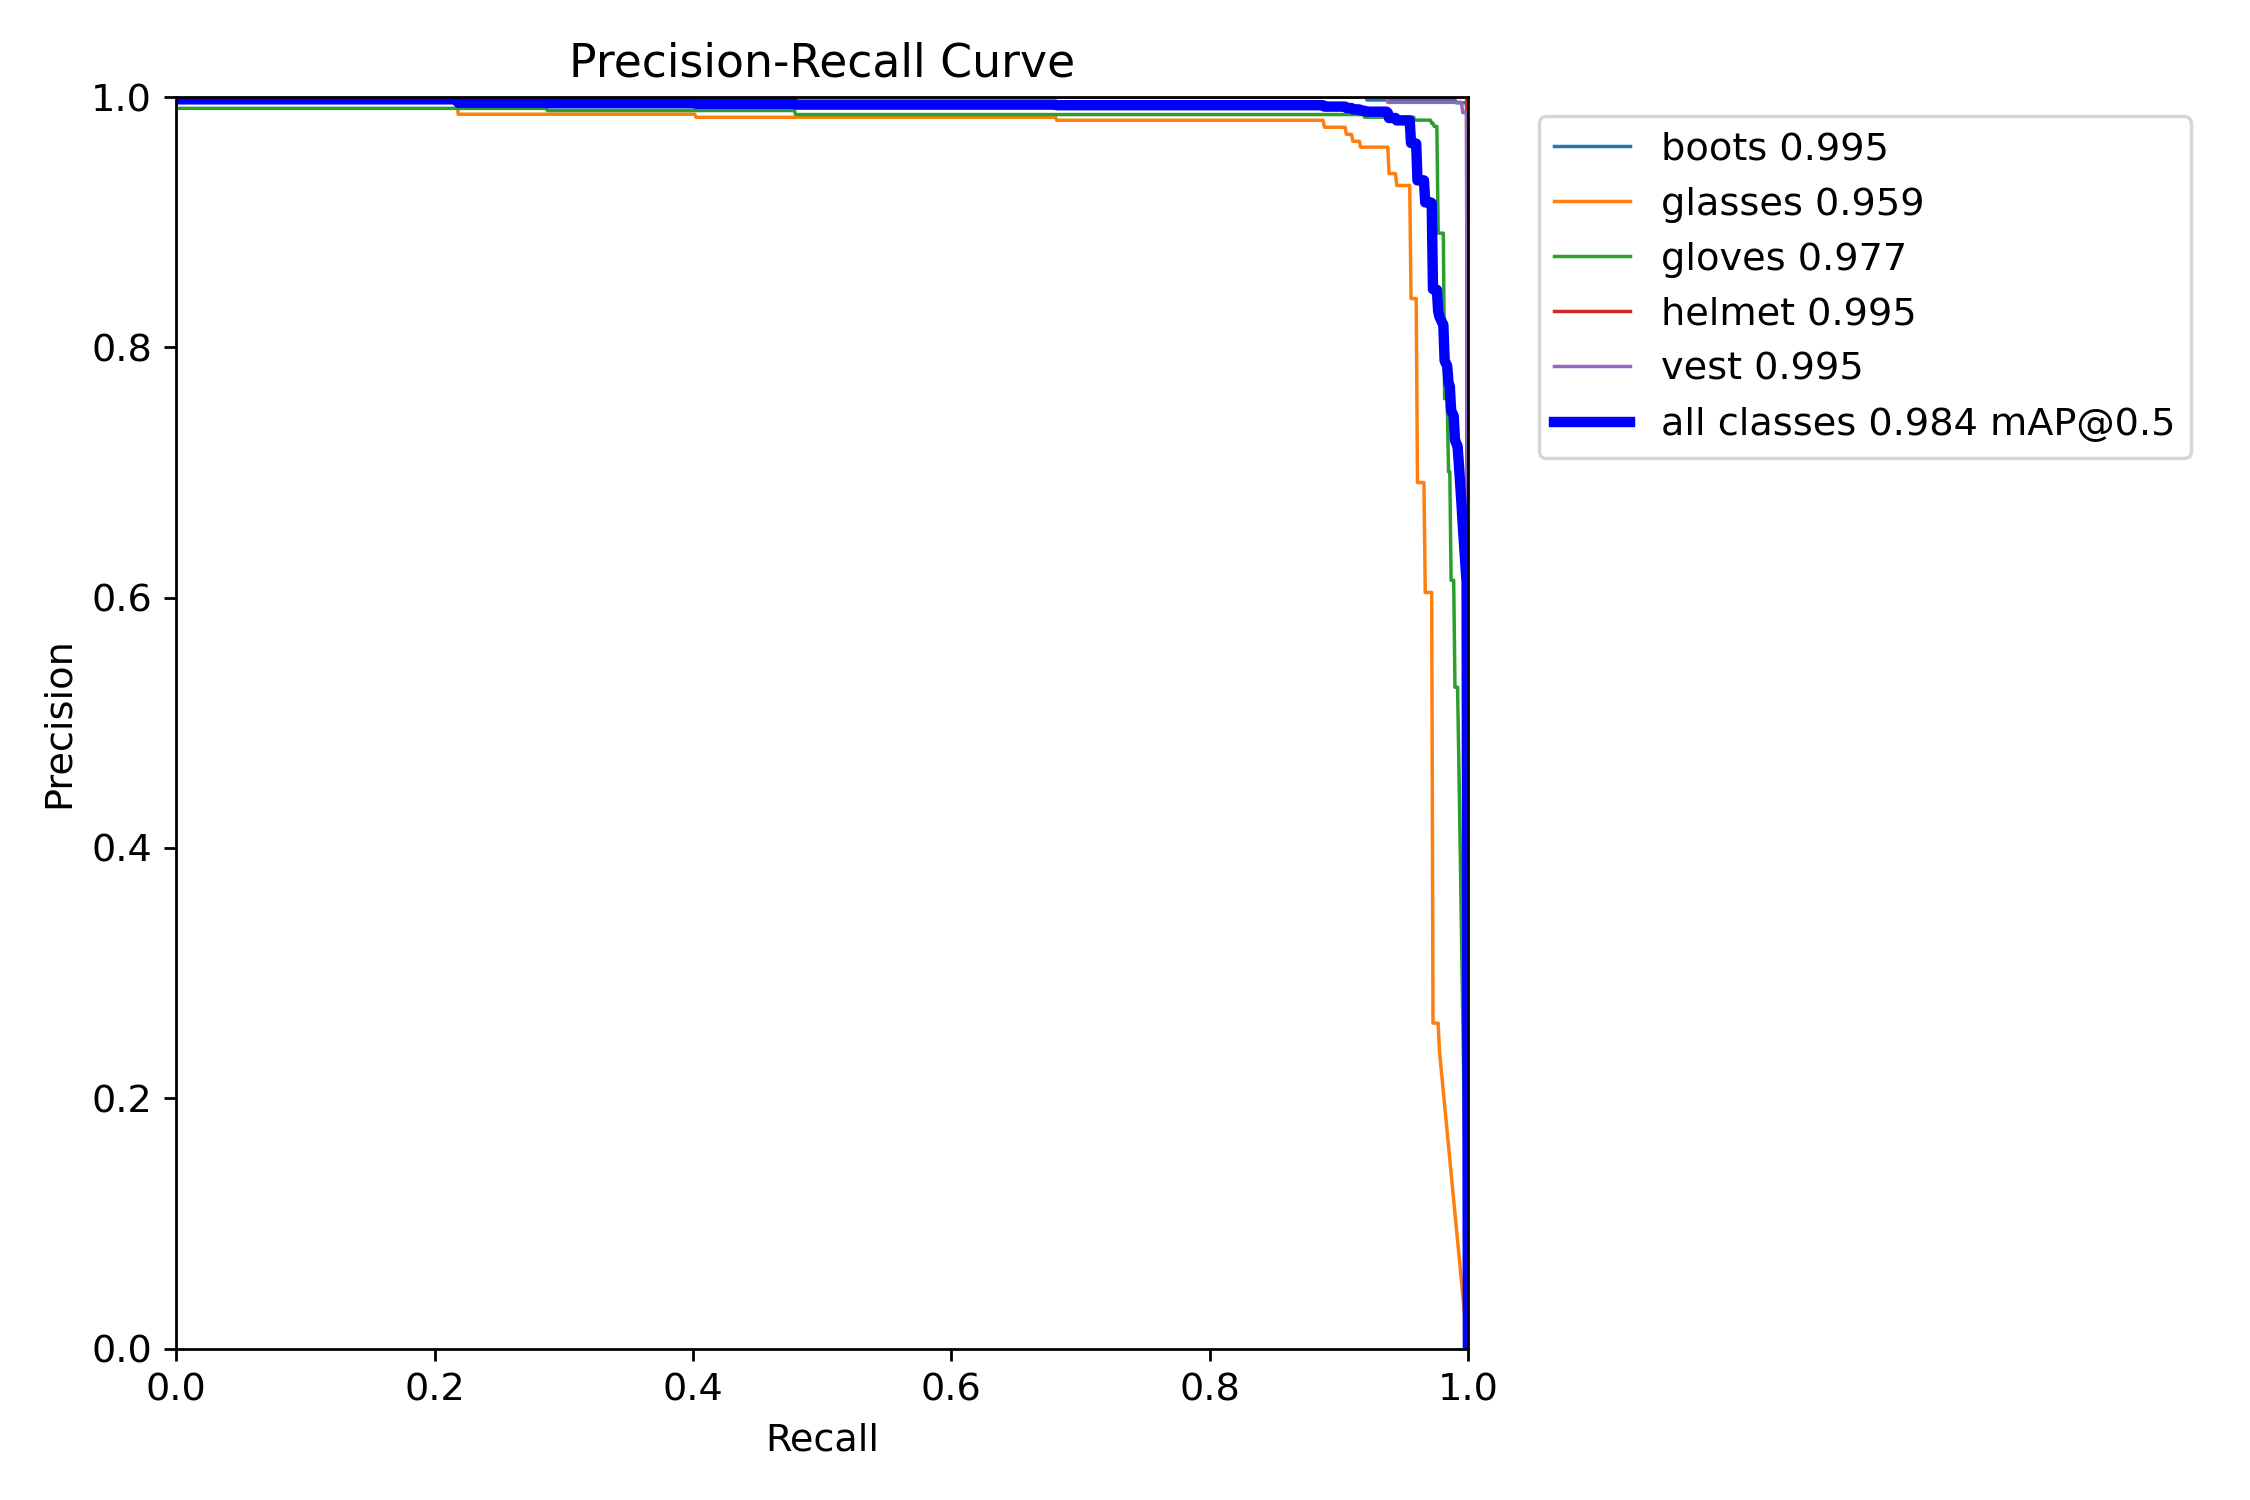 Precision-Recall Curve
1.0
0.8
0.6
0.4
0.2
0.0
Precision
0.0 0.2 0.4 0.6 0.8 1.0
Recall
boots 0.995
glasses 0.959
gloves 0.977
helmet 0.995
vest 0.995
all classes 0.984 mAP@0.5